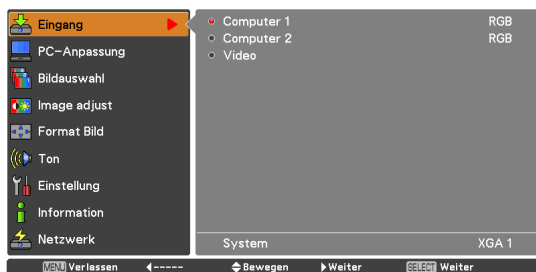 Eingang
PC-Anpassung
Bildauswahl
Image adjust
Format Bild
Ton
Einstellung
Information
Netzwerk
Computer 1 RGB
Computer 2 RGB
Video
System XGA 1
MENU Verlassen ----- Bewegen Weiter SELECT Weiter